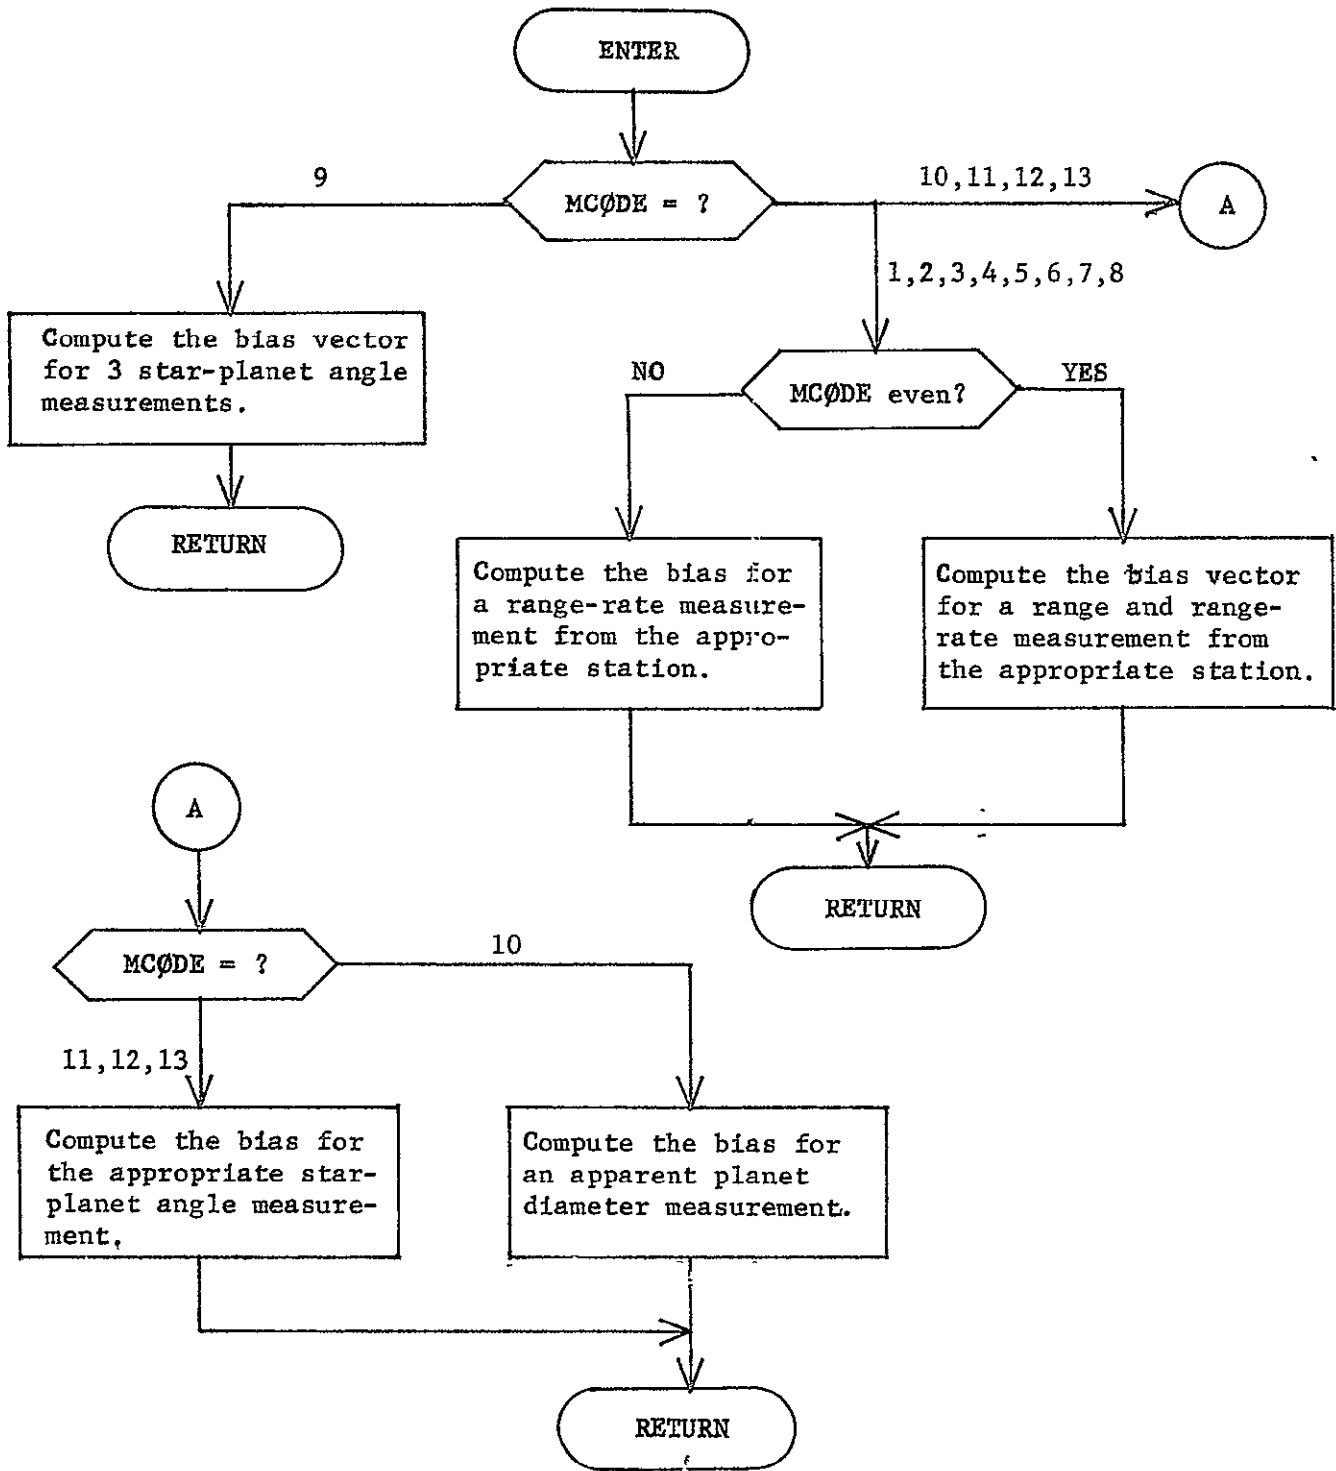 ENTER
9
MCØDE = ?
10,11,12,13
A
1,2,3,4,5,6,7,8
Compute the bias vector
for 3 star-planet angle
measurements.
RETURN
NO
MCØDE even?
YES
Compute the bias for
a range-rate measure-
ment from the appro-
priate station.
Compute the bias vector
for a range and range-
rate measurement from
the appropriate station.
RETURN
A
MCØDE = ?
10
11,12,13
Compute the bias for
the appropriate star-
planet angle measure-
ment.
Compute the bias for
an apparent planet
diameter measurement.
RETURN